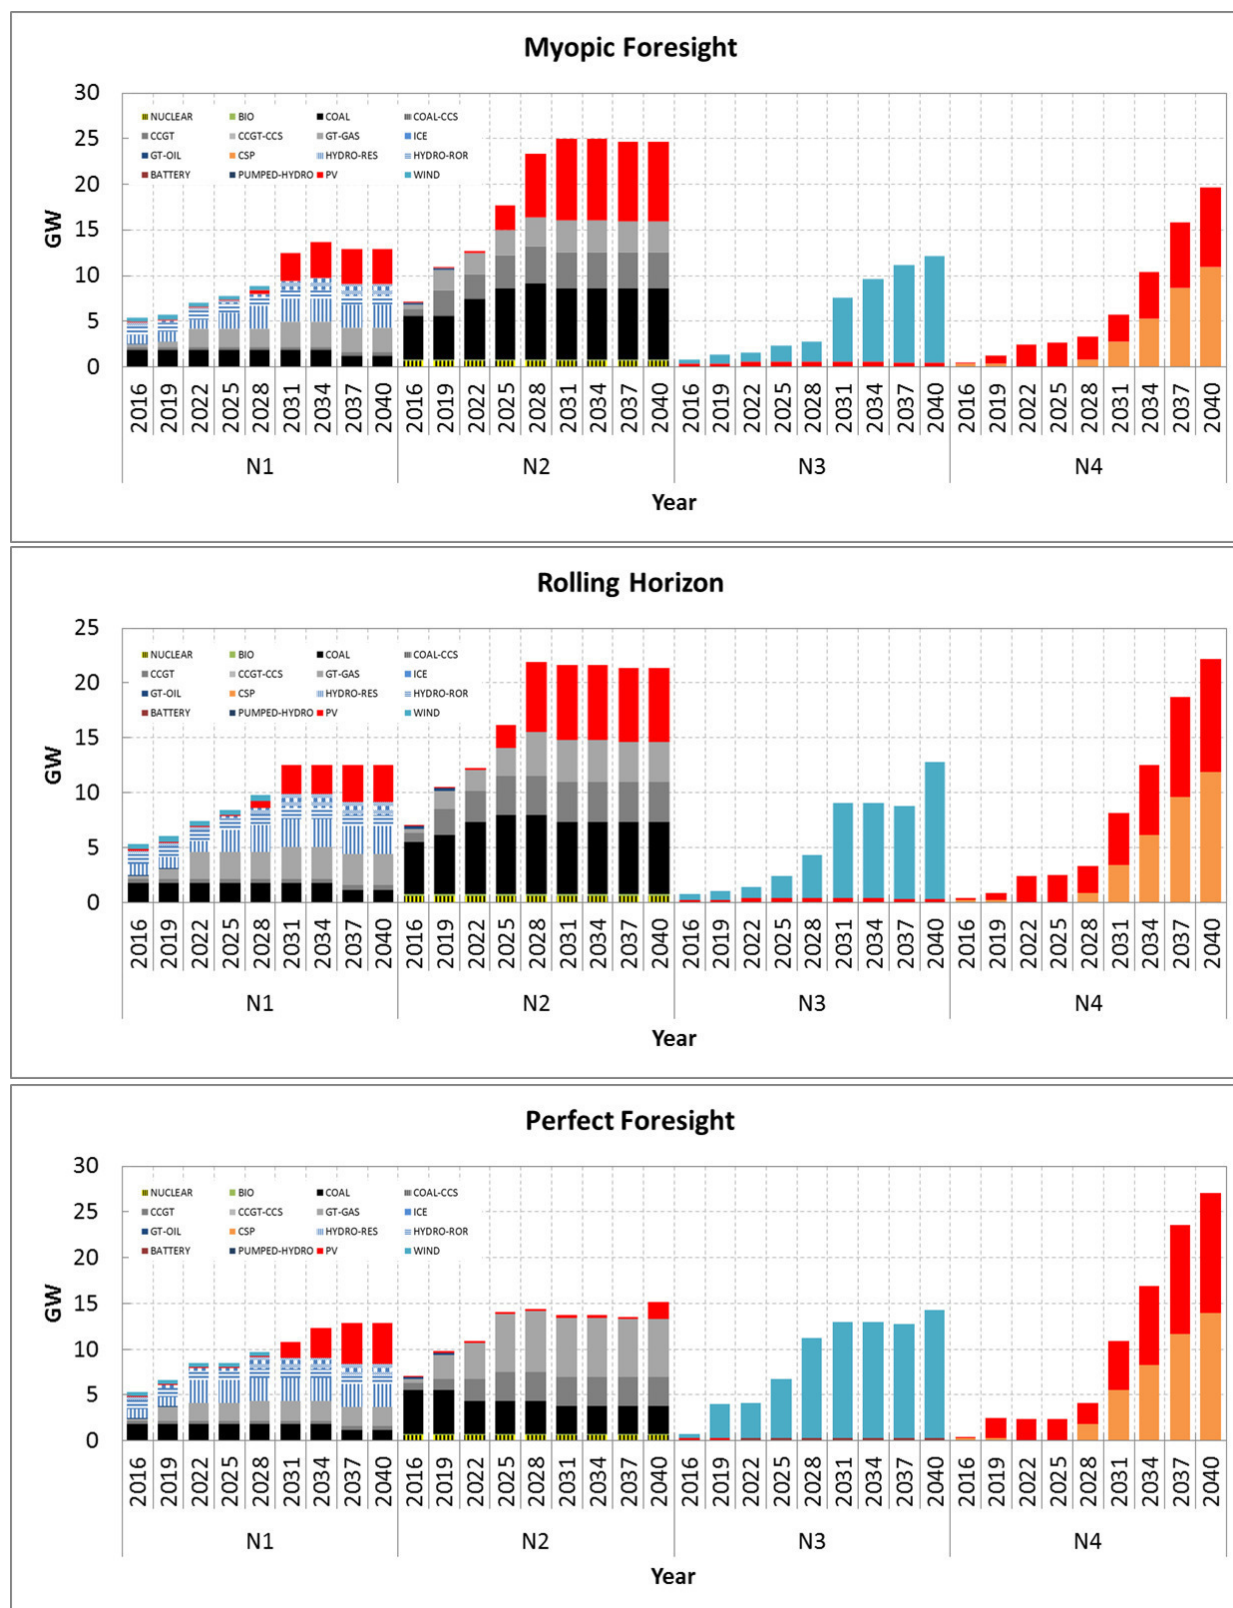 Myopic Foresight
30
25
20
15
10
5
0
GW
NUCLEAR BIO COAL COAL-CCS
CCGT CCGT-CCS GT-GAS ICE
GT-OIL CSP HYDRO-RES HYDRO-ROR
BATTERY PUMPED-HYDRO PV WIND
2016 2019 2022 2025 2028 2031 2034 2037 2040 2016 2019 2022 2025 2028 2031 2034 2037 2040 2016 2019 2022 2025 2028 2031 2034 2037 2040 2016 2019 2022 2025 2028 2031 2034 2037 2040
N1 N2 N3 N4
Year
Rolling Horizon
25
20
15
10
5
0
GW
NUCLEAR BIO COAL COAL-CCS
CCGT CCGT-CCS GT-GAS ICE
GT-OIL CSP HYDRO-RES HYDRO-ROR
BATTERY PUMPED-HYDRO PV WIND
2016 2019 2022 2025 2028 2031 2034 2037 2040 2016 2019 2022 2025 2028 2031 2034 2037 2040 2016 2019 2022 2025 2028 2031 2034 2037 2040 2016 2019 2022 2025 2028 2031 2034 2037 2040
N1 N2 N3 N4
Year
Perfect Foresight
30
25
20
15
10
5
0
GW
NUCLEAR BIO COAL COAL-CCS
CCGT CCGT-CCS GT-GAS ICE
GT-OIL CSP HYDRO-RES HYDRO-ROR
BATTERY PUMPED-HYDRO PV WIND
2016 2019 2022 2025 2028 2031 2034 2037 2040 2016 2019 2022 2025 2028 2031 2034 2037 2040 2016 2019 2022 2025 2028 2031 2034 2037 2040 2016 2019 2022 2025 2028 2031 2034 2037 2040
N1 N2 N3 N4
Year